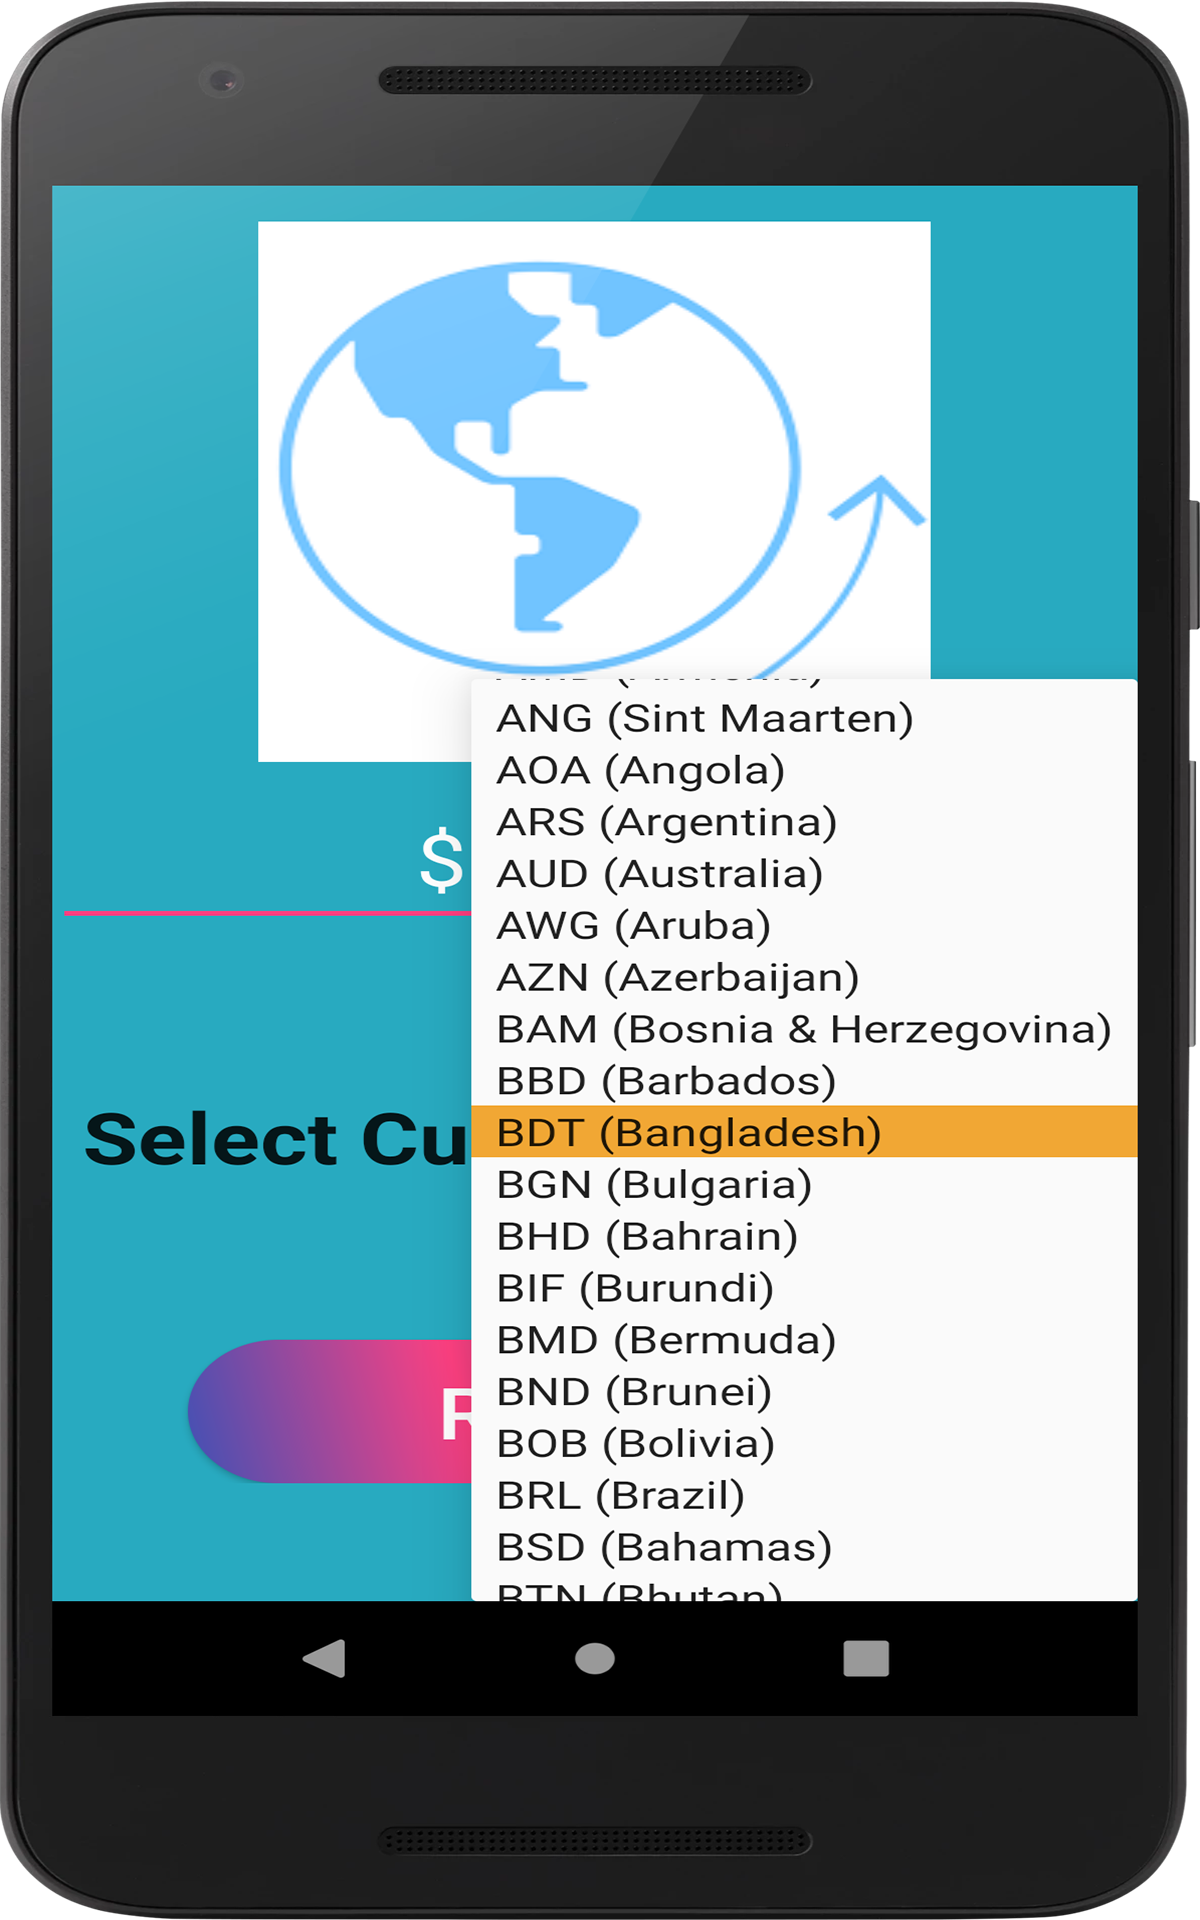 ANG (Sint Maarten)
AOA (Angola)
$
ARS (Argentina)
AUD (Australia)
AWG (Aruba)
AZN (Azerbaijan)
BAM (Bosnia & Herzegovina)
BBD (Barbados)
Select Cu
BDT (Bangladesh)
BGN (Bulgaria)
BHD (Bahrain)
BIF (Burundi)
BMD (Bermuda)
BND (Brunei)
R
BOB (Bolivia)
BRL (Brazil)
BSD (Bahamas)
BTN (Bhutan)